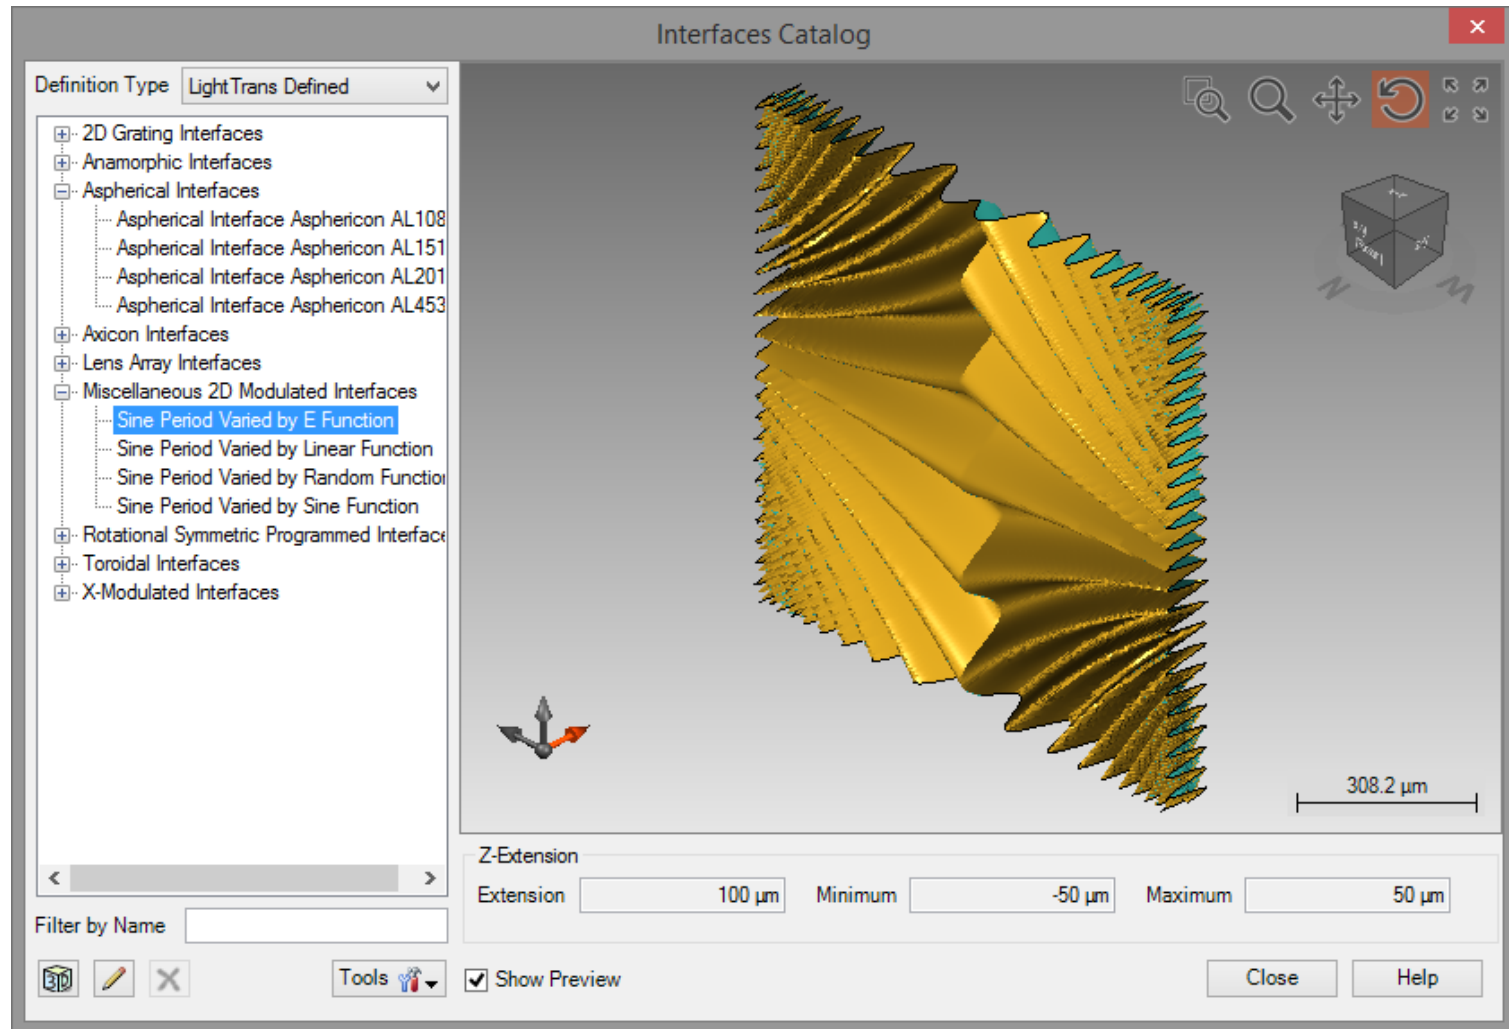 Interfaces Catalog
Definition Type LightTrans Defined
2D Grating Interfaces
Anamorphic Interfaces
Aspherical Interfaces
Aspherical Interface Asphericon AL108
Aspherical Interface Asphericon AL151
Aspherical Interface Asphericon AL201
Aspherical Interface Asphericon AL453
Axicon Interfaces
Lens Array Interfaces
Miscellaneous 2D Modulated Interfaces
Sine Period Varied by E Function
Sine Period Varied by Linear Function
Sine Period Varied by Random Function
Sine Period Varied by Sine Function
Rotational Symmetric Programmed Interface
Toroidal Interfaces
X-Modulated Interfaces
Filter by Name
3D
Tools
308.2 µm
Z-Extension
Extension 100 µm Minimum -50 µm Maximum 50 µm
Show Preview
Close Help